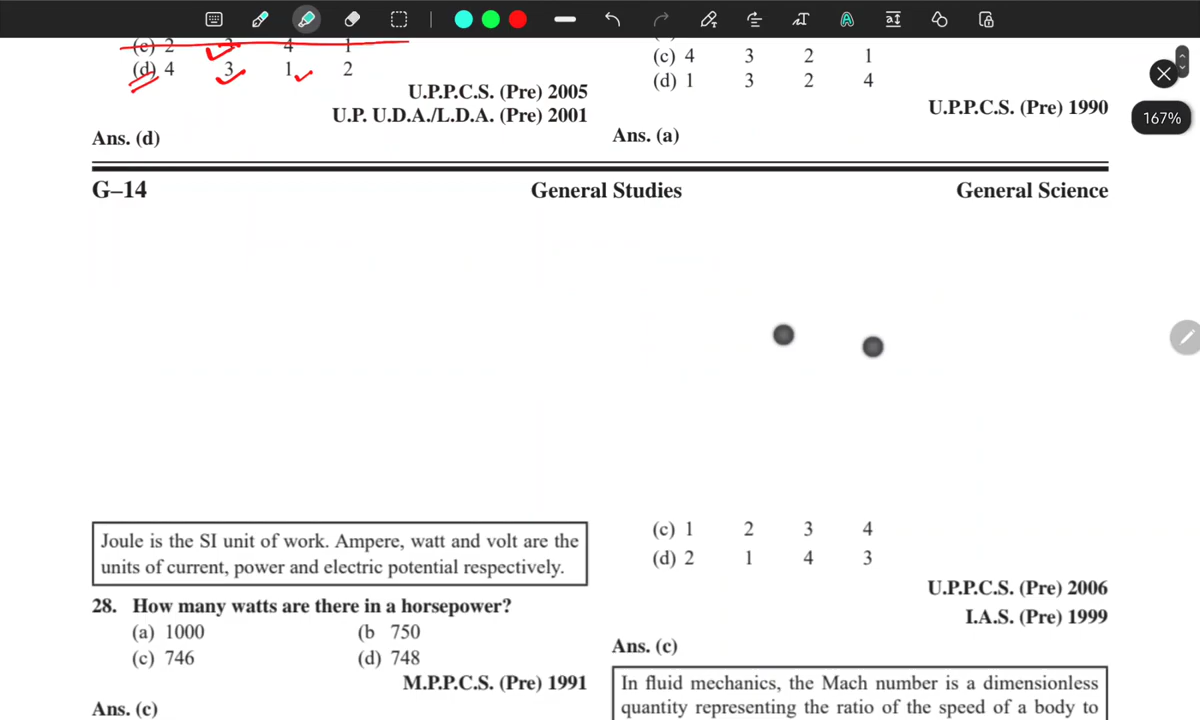 (c) 2 3 4 1
(d) 4 3 1 2
U.P.P.C.S. (Pre) 2005
U.P. U.D.A./L.D.A. (Pre) 2001
Ans. (d)
(c) 4 3 2 1
(d) 1 3 2 4
U.P.P.C.S. (Pre) 1990
Ans. (a)
167%
G–14 General Studies General Science
Joule is the SI unit of work. Ampere, watt and volt are the
units of current, power and electric potential respectively.
28. How many watts are there in a horsepower?
(a) 1000 (b 750
(c) 746 (d) 748
M.P.P.C.S. (Pre) 1991
Ans. (c)
(c) 1 2 3 4
(d) 2 1 4 3
U.P.P.C.S. (Pre) 2006
I.A.S. (Pre) 1999
Ans. (c)
In fluid mechanics, the Mach number is a dimensionless
quantity representing the ratio of the speed of a body to